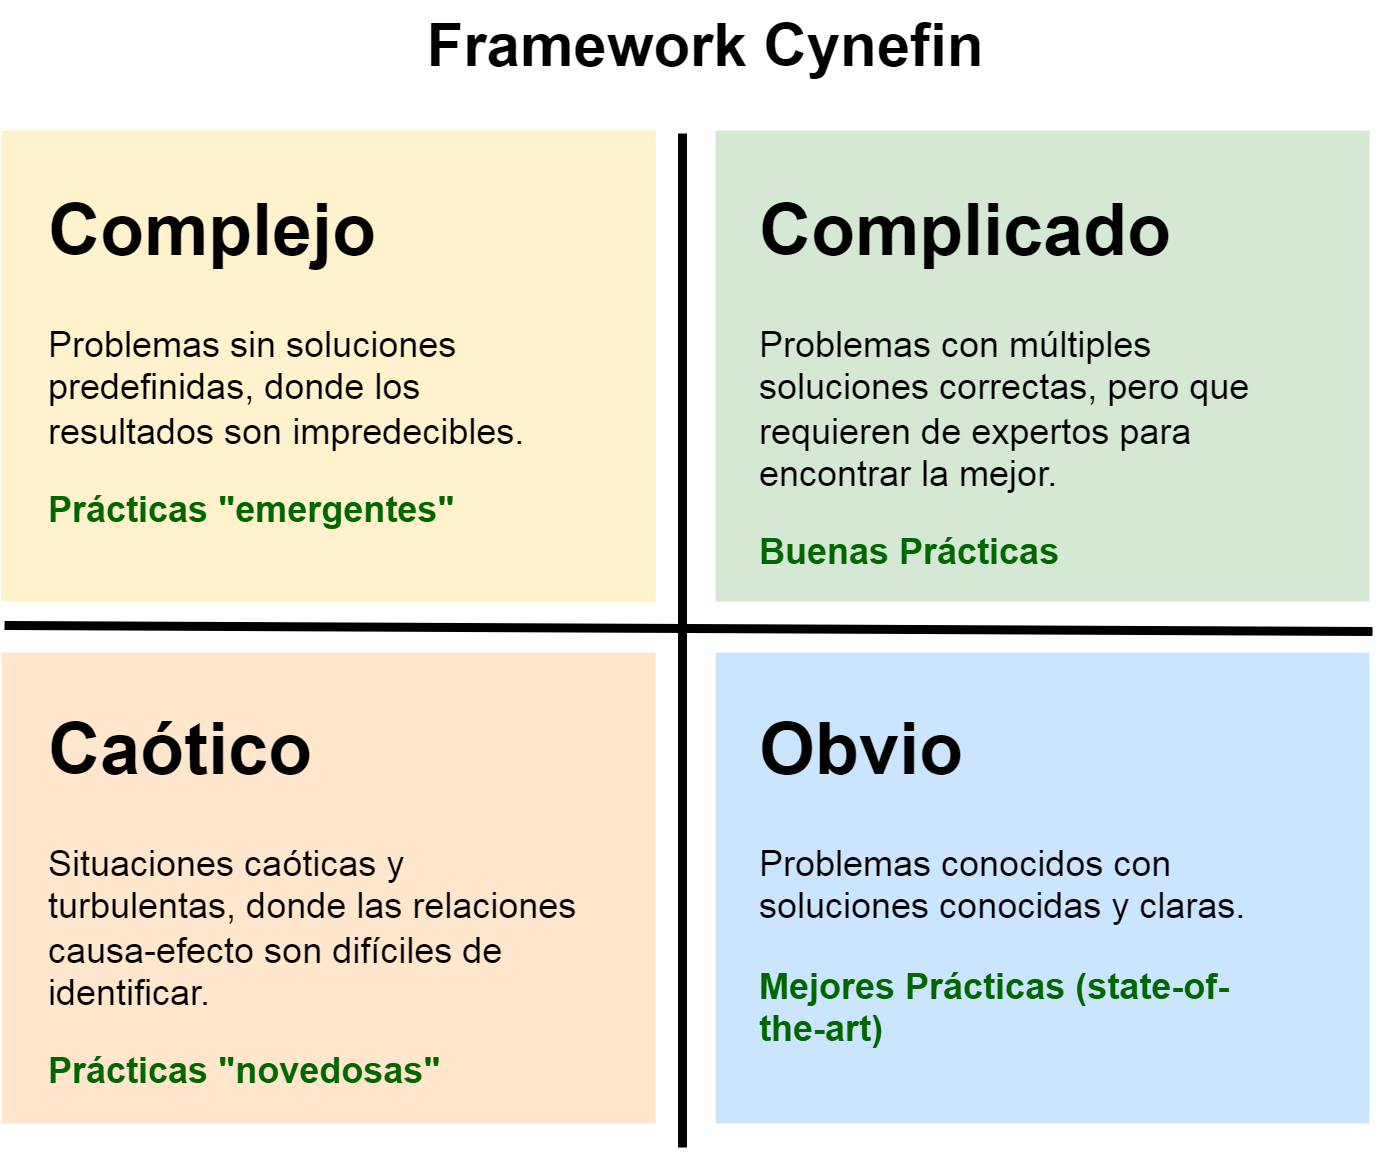 Framework Cynefin
Complejo
Problemas sin soluciones
predefinidas, donde los
resultados son impredecibles.
Prácticas "emergentes"
Complicado
Problemas con múltiples
soluciones correctas, pero que
requieren de expertos para
encontrar la mejor.
Buenas Prácticas
Caótico
Situaciones caóticas y
turbulentas, donde las relaciones
causa-efecto son difíciles de
identificar.
Prácticas "novedosas"
Obvio
Problemas conocidos con
soluciones conocidas y claras.
Mejores Prácticas (state-of-
the-art)